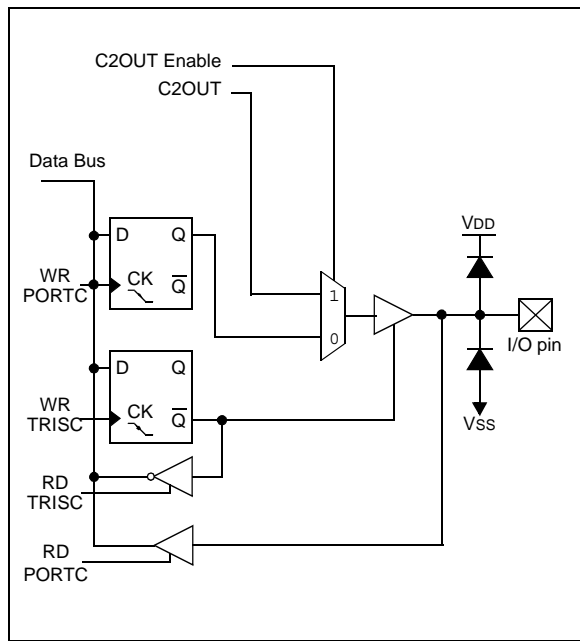 C2OUT Enable
C2OUT
Data Bus
D Q
WR
PORTC
CK Q
VDD
1
0
I/O pin
D Q
WR
TRISC
CK Q
VSS
RD
TRISC
RD
PORTC